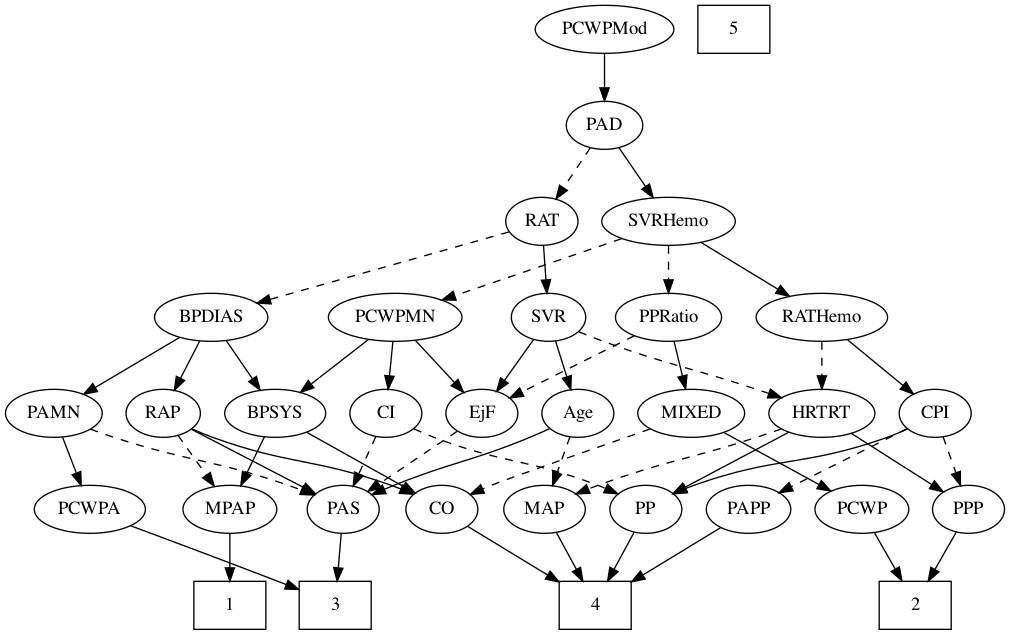 PCWPMod
5
PAD
RAT
SVRHemo
BPDIAS
PCWPMN
SVR
PPRatio
RATHemo
PAMN
RAP
BPSYS
CI
EjF
Age
MIXED
HRTRT
CPI
PCWPA
MPAP
PAS
CO
MAP
PP
PAPP
PCWP
PPP
1
3
4
2